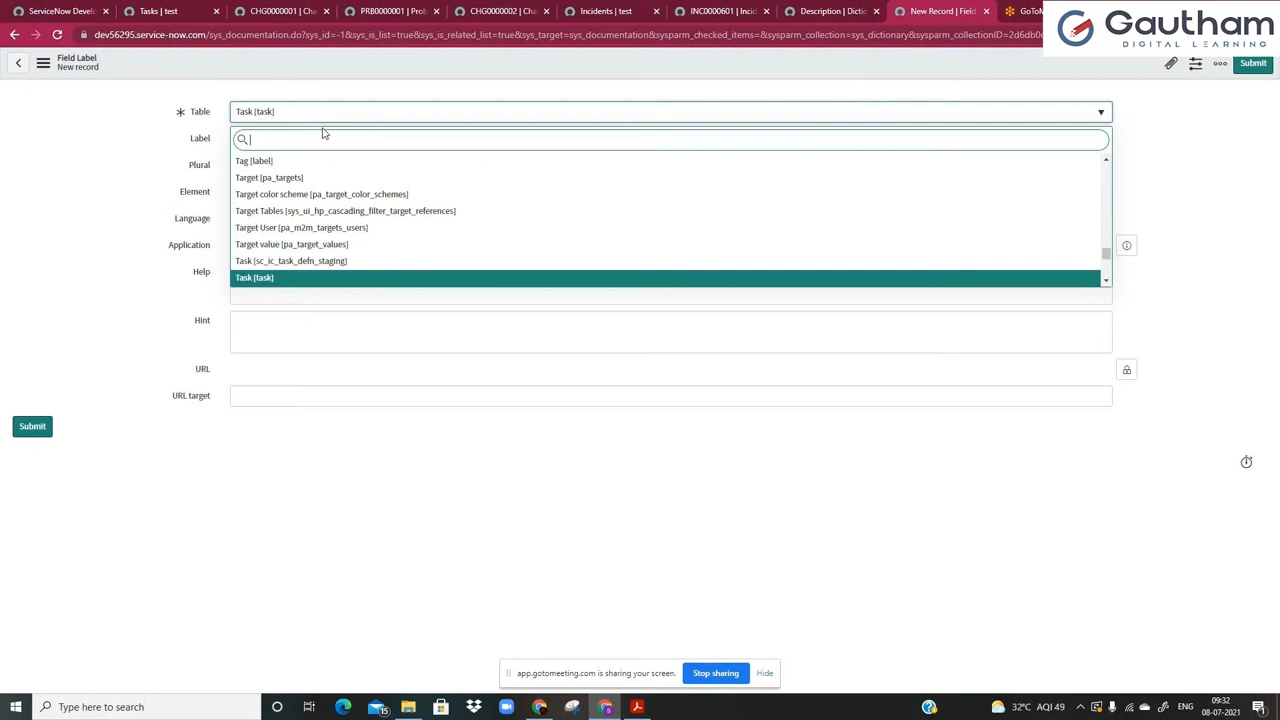 ServiceNow Develo
Tasks | test
CHG0000001 | Cha
PRB0000001 | Prob
CHG0000002 | Cha
Incidents | test
INC0000601 | Incid
Description | Dictio
New Record | Field
GoToM
dev56295.service-now.com/sys_documentation.do?sys_id=-1&sys_is_list=true&sys_is_related_list=true&sys_target=sys_documentation&sysparm_checked_items=&sysparm_collection=sys_dictionary&sysparm_collectionID=2d6db0c
Gautham
DIGITAL LEARNING
Field Label
New record
Submit
Table
Task [task]
Label
Plural
Element
Language
Application
Help
Tag [label]
Target [pa_targets]
Target color scheme [pa_target_color_schemes]
Target Tables [sys_ui_hp_cascading_filter_target_references]
Target User [pa_m2m_targets_users]
Target value [pa_target_values]
Task [sc_ic_task_defn_staging]
Task [task]
Hint
URL
URL target
Submit
app.gotomeeting.com is sharing your screen.
Stop sharing
Hide
Type here to search
15
32°C AQI 49
ENG
09:32
08-07-2021
1